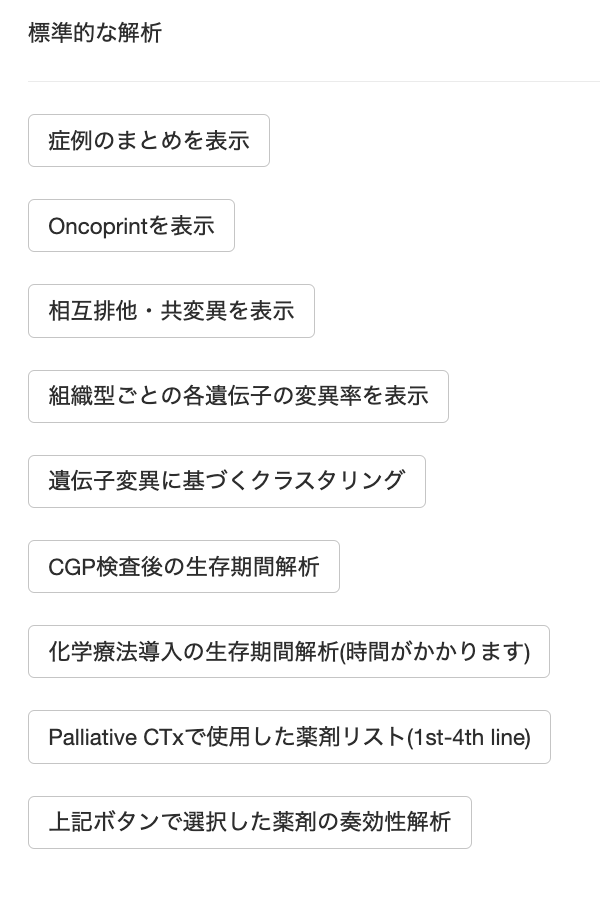 標準的な解析
症例のまとめを表示
Oncoprintを表示
相互排他・共変異を表示
組織型ごとの各遺伝子の変異率を表示
遺伝子変異に基づくクラスタリング
CGP検査後の生存期間解析
化学療法導入の生存期間解析(時間がかかります)
Palliative CTxで使用した薬剤リスト(1st-4th line)
上記ボタンで選択した薬剤の奏効性解析